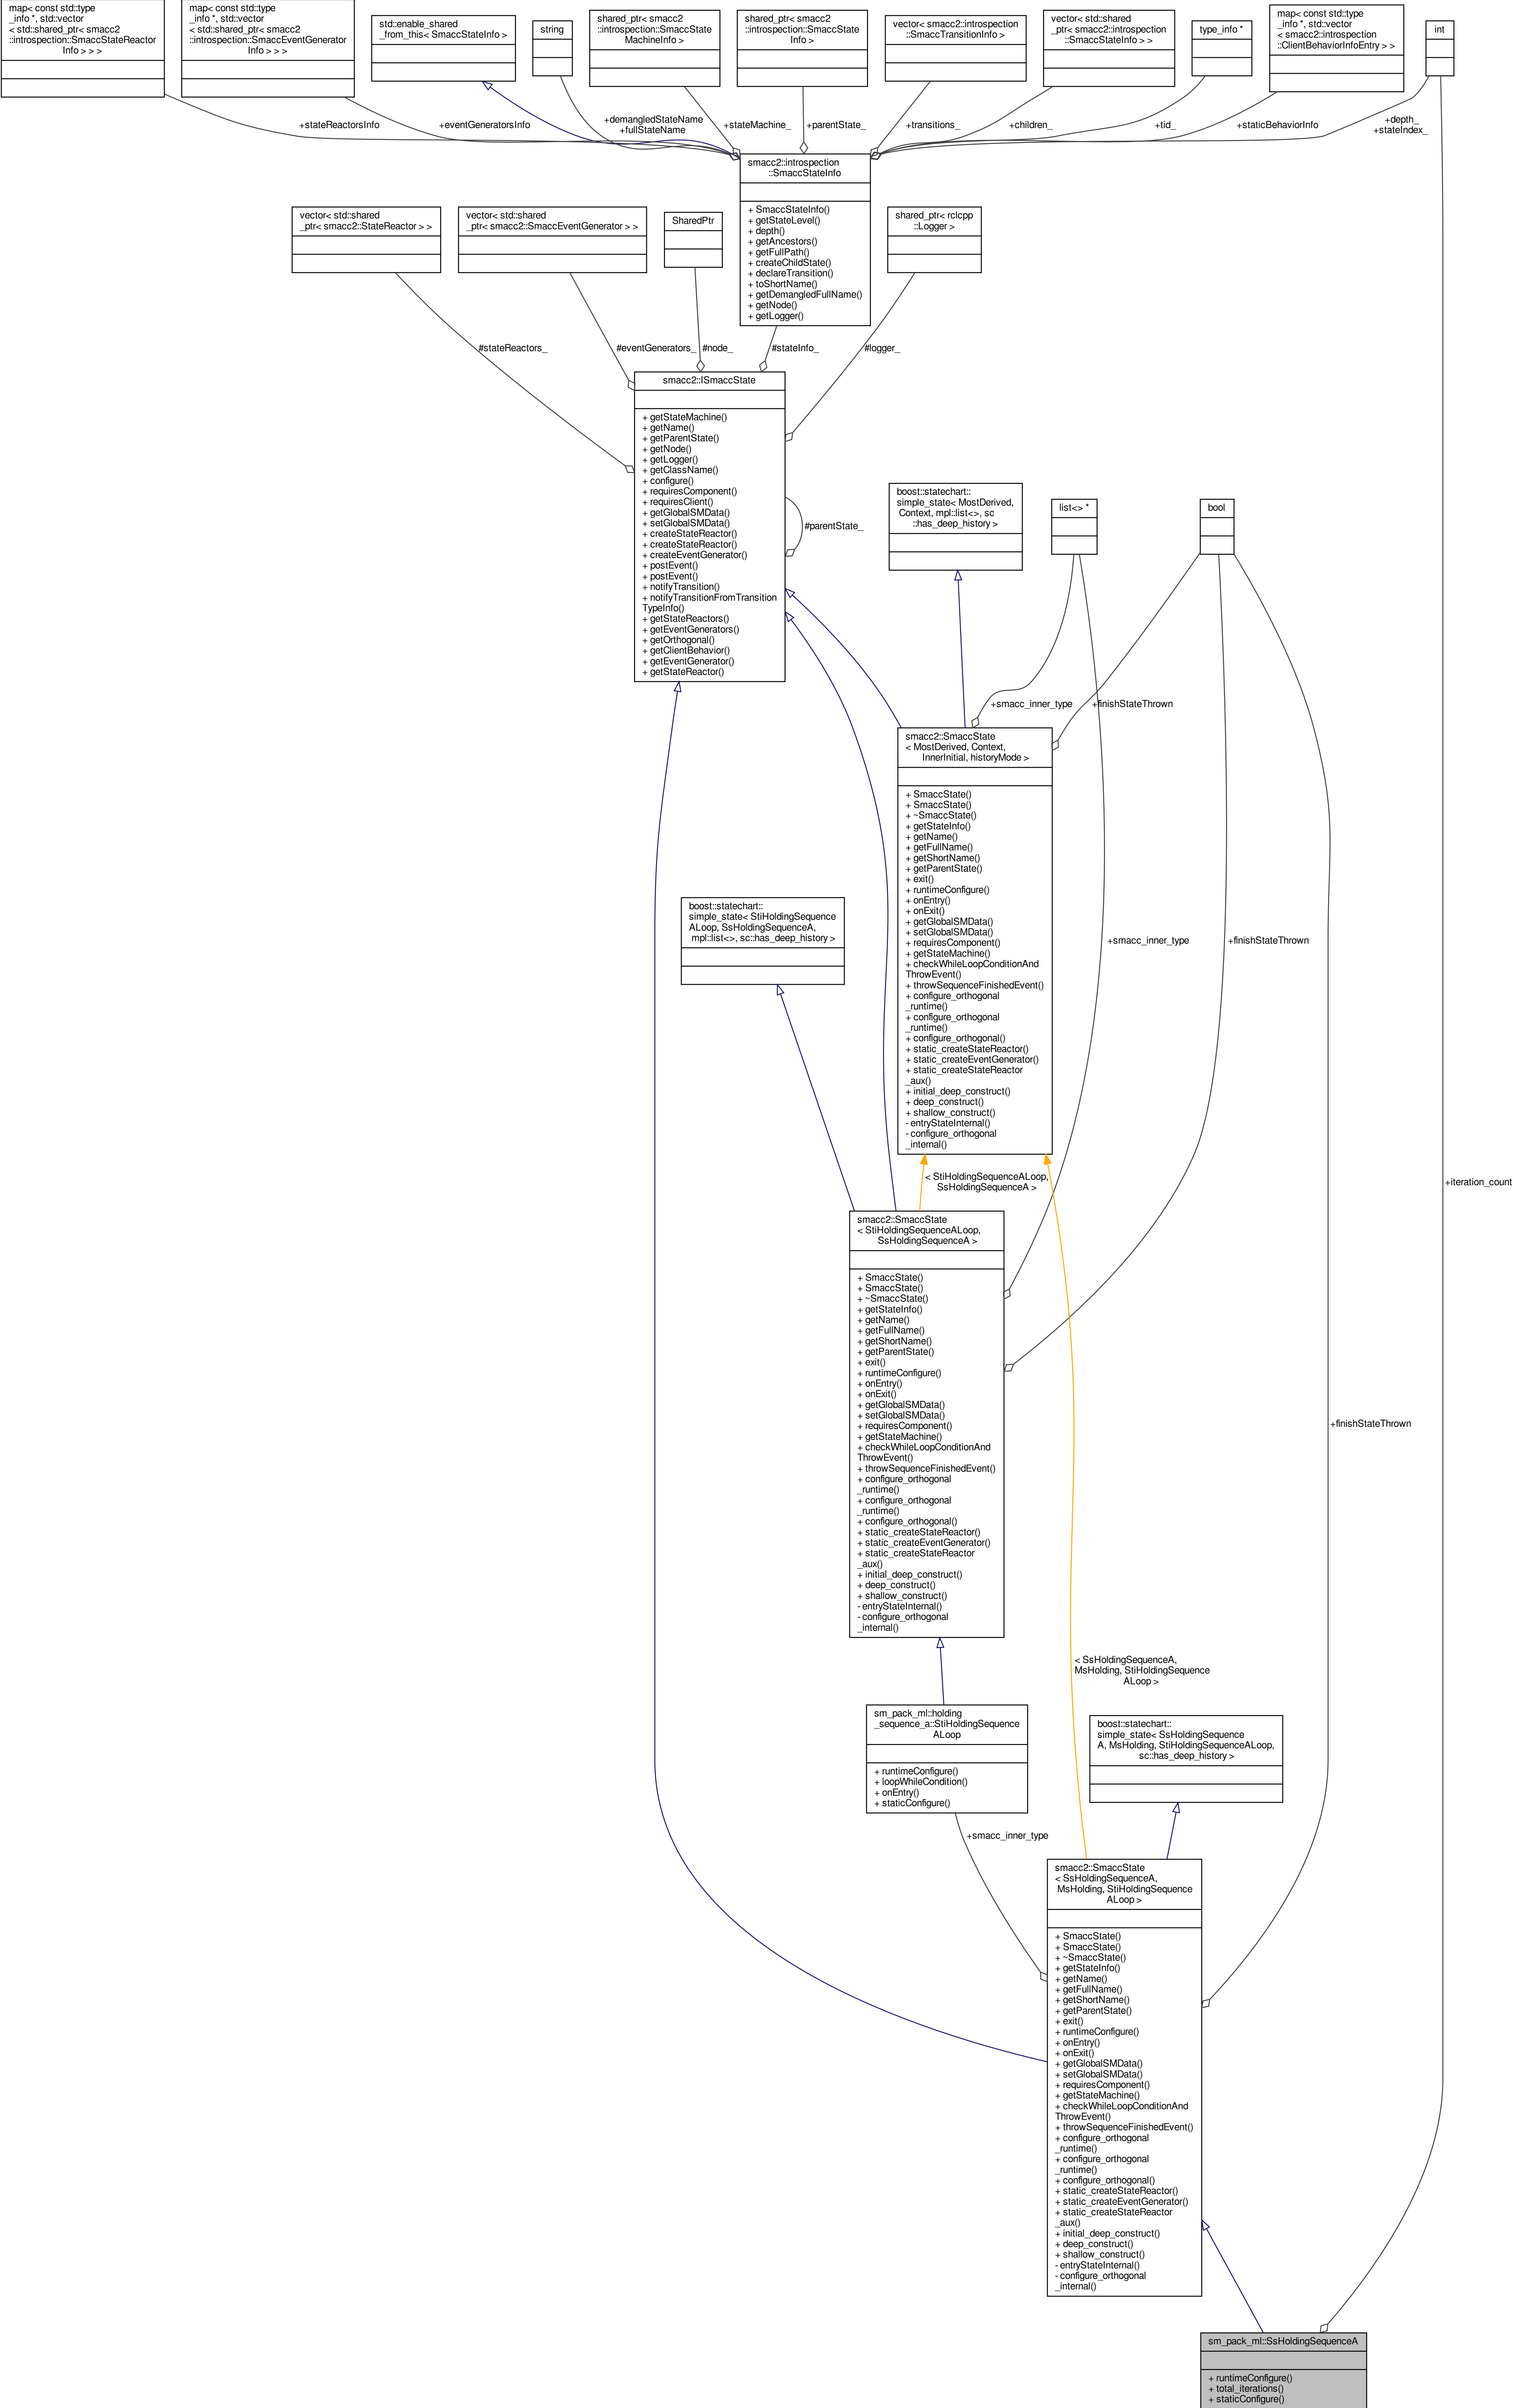 map< const std::type
_info *, std::vector
< std::shared_ptr< smacc2
::introspection::SmaccStateReactor
Info > > >
map< const std::type
_info *, std::vector
< std::shared_ptr< smacc2
::introspection::SmaccEventGenerator
Info > > >
std::enable_shared
_from_this< SmaccStateInfo >
string
shared_ptr< smacc2
::introspection::SmaccState
MachineInfo >
shared_ptr< smacc2
::introspection::SmaccState
Info >
vector< smacc2::introspection
::SmaccTransitionInfo >
vector< std::shared
_ptr< smacc2::introspection
::SmaccStateInfo > >
type_info *
map< const std::type
_info *, std::vector
< smacc2::introspection
::ClientBehaviorInfoEntry > >
int
+stateReactorsInfo
+eventGeneratorsInfo
+demangledStateName
+fullStateName
+stateMachine_
+parentState_
+transitions_
+children_
+tid_
+staticBehaviorInfo
+depth_
+stateIndex_
smacc2::introspection
::SmaccStateInfo
+ SmaccStateInfo()
+ getStateLevel()
+ depth()
+ getAncestors()
+ getFullPath()
+ createChildState()
+ declareTransition()
+ toShortName()
+ getDemangledFullName()
+ getNode()
+ getLogger()
vector< std::shared
_ptr< smacc2::StateReactor > >
vector< std::shared
_ptr< smacc2::SmaccEventGenerator > >
SharedPtr
shared_ptr< rclcpp
::Logger >
#stateReactors_
#eventGenerators_
#node_
#stateInfo_
#logger_
smacc2::ISmaccState
+ getStateMachine()
+ getName()
+ getParentState()
+ getNode()
+ getLogger()
+ getClassName()
+ configure()
+ requiresComponent()
+ requiresClient()
+ getGlobalSMData()
+ setGlobalSMData()
+ createStateReactor()
+ createStateReactor()
+ createEventGenerator()
+ postEvent()
+ postEvent()
+ notifyTransition()
+ notifyTransitionFromTransition
TypeInfo()
+ getStateReactors()
+ getEventGenerators()
+ getOrthogonal()
+ getClientBehavior()
+ getEventGenerator()
+ getStateReactor()
#parentState_
boost::statechart::
simple_state< MostDerived,
Context, mpl::list<>, sc
::has_deep_history >
list<> *
bool
+smacc_inner_type
+finishStateThrown
smacc2::SmaccState
< MostDerived, Context,
InnerInitial, historyMode >
+ SmaccState()
+ SmaccState()
+ ~SmaccState()
+ getStateInfo()
+ getName()
+ getFullName()
+ getShortName()
+ getParentState()
+ exit()
+ runtimeConfigure()
+ onEntry()
+ onExit()
+ getGlobalSMData()
+ setGlobalSMData()
+ requiresComponent()
+ getStateMachine()
+ checkWhileLoopConditionAnd
ThrowEvent()
+ throwSequenceFinishedEvent()
+ configure_orthogonal
_runtime()
+ configure_orthogonal
_runtime()
+ configure_orthogonal()
+ static_createStateReactor()
+ static_createEventGenerator()
+ static_createStateReactor
_aux()
+ initial_deep_construct()
+ deep_construct()
+ shallow_construct()
- entryStateInternal()
- configure_orthogonal
_internal()
boost::statechart::
simple_state< StiHoldingSequence
ALoop, SsHoldingSequenceA,
mpl::list<>, sc::has_deep_history >
+smacc_inner_type
+finishStateThrown
< StiHoldingSequenceALoop,
SsHoldingSequenceA >
+iteration_count
smacc2::SmaccState
< StiHoldingSequenceALoop,
SsHoldingSequenceA >
+ SmaccState()
+ SmaccState()
+ ~SmaccState()
+ getStateInfo()
+ getName()
+ getFullName()
+ getShortName()
+ getParentState()
+ exit()
+ runtimeConfigure()
+ onEntry()
+ onExit()
+ getGlobalSMData()
+ setGlobalSMData()
+ requiresComponent()
+ getStateMachine()
+ checkWhileLoopConditionAnd
ThrowEvent()
+ throwSequenceFinishedEvent()
+ configure_orthogonal
_runtime()
+ configure_orthogonal
_runtime()
+ configure_orthogonal()
+ static_createStateReactor()
+ static_createEventGenerator()
+ static_createStateReactor
_aux()
+ initial_deep_construct()
+ deep_construct()
+ shallow_construct()
- entryStateInternal()
- configure_orthogonal
_internal()
+finishStateThrown
< SsHoldingSequenceA,
MsHolding, StiHoldingSequence
ALoop >
sm_pack_ml::holding
_sequence_a::StiHoldingSequence
ALoop
+ runtimeConfigure()
+ loopWhileCondition()
+ onEntry()
+ staticConfigure()
boost::statechart::
simple_state< SsHoldingSequence
A, MsHolding, StiHoldingSequenceALoop,
sc::has_deep_history >
+smacc_inner_type
smacc2::SmaccState
< SsHoldingSequenceA,
MsHolding, StiHoldingSequence
ALoop >
+ SmaccState()
+ SmaccState()
+ ~SmaccState()
+ getStateInfo()
+ getName()
+ getFullName()
+ getShortName()
+ getParentState()
+ exit()
+ runtimeConfigure()
+ onEntry()
+ onExit()
+ getGlobalSMData()
+ setGlobalSMData()
+ requiresComponent()
+ getStateMachine()
+ checkWhileLoopConditionAnd
ThrowEvent()
+ throwSequenceFinishedEvent()
+ configure_orthogonal
_runtime()
+ configure_orthogonal
_runtime()
+ configure_orthogonal()
+ static_createStateReactor()
+ static_createEventGenerator()
+ static_createStateReactor
_aux()
+ initial_deep_construct()
+ deep_construct()
+ shallow_construct()
- entryStateInternal()
- configure_orthogonal
_internal()
sm_pack_ml::SsHoldingSequenceA
+ runtimeConfigure()
+ total_iterations()
+ staticConfigure()